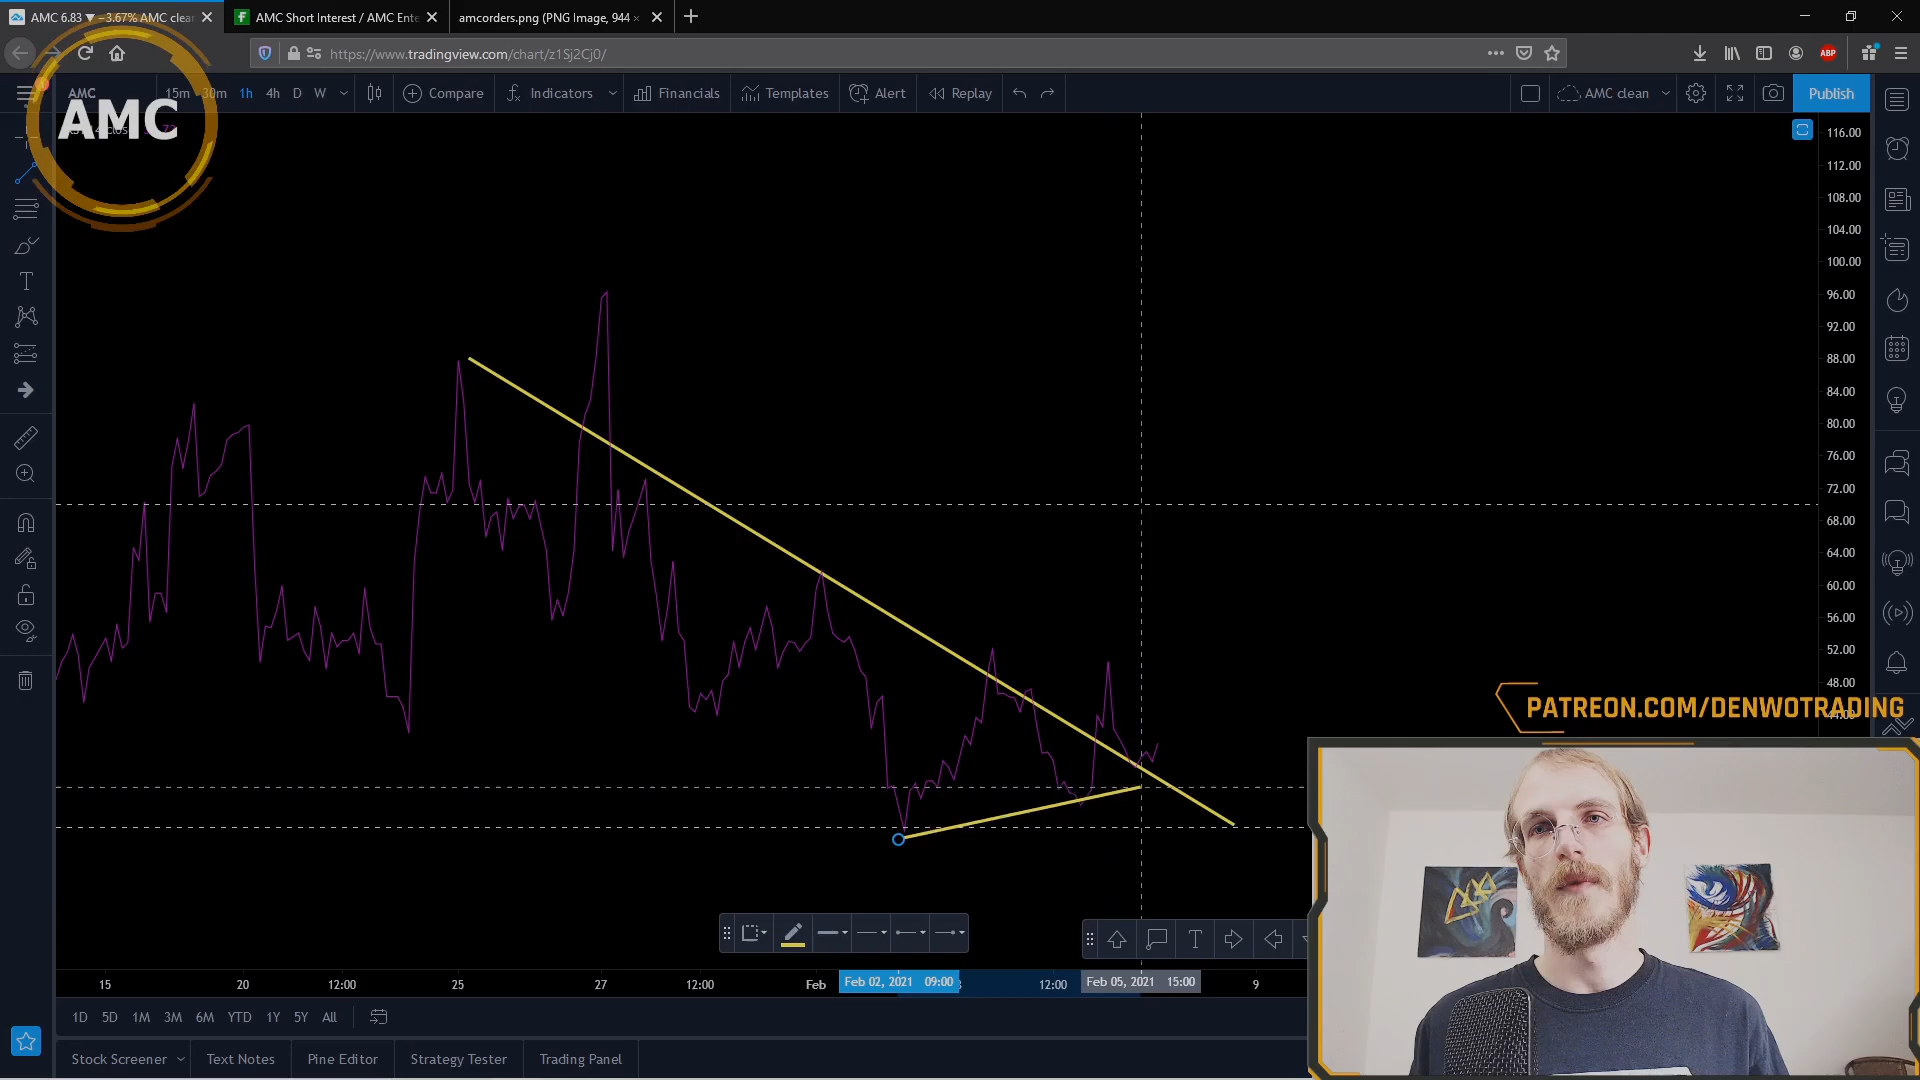 AMC 6.83 ▼ −3.67% AMC clear
AMC Short Interest / AMC Ente
amcorders.png (PNG Image, 944 ×
https://www.tradingview.com/chart/z1Sj2Cj0/
ABP
AMC
15m 30m 1h 4h D W
Compare
Indicators
Financials
Templates
Alert
Replay
AMC clean
Publish
AMC
116.00
112.00
108.00
104.00
100.00
96.00
92.00
88.00
84.00
80.00
76.00
72.00
68.00
64.00
60.00
56.00
52.00
48.00
44.00
PATREON.COM/DENWOTRADING
T
15 20 12:00 25 27 12:00 Feb Feb 02, 2021 09:00 12:00 Feb 05, 2021 15:00 9
1D 5D 1M 3M 6M YTD 1Y 5Y All
Stock Screener Text Notes Pine Editor Strategy Tester Trading Panel